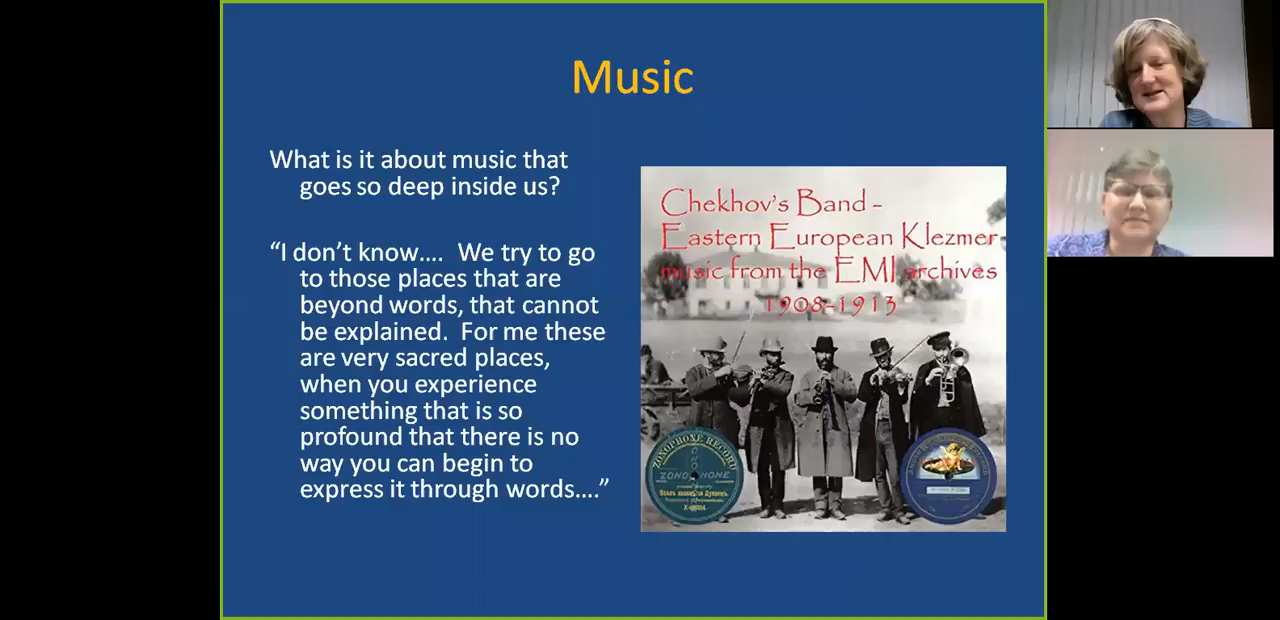 Music
What is it about music that
goes so deep inside us?
“I don’t know.... We try to go
to those places that are
beyond words, that cannot
be explained. For me these
are very sacred places,
when you experience
something that is so
profound that there is no
way you can begin to
express it through words....”
Chekhov's Band -
Eastern European Klezmer
music from the EMI archives
1908-1913
ZONOPHONE RECORD
ZONOPHONE